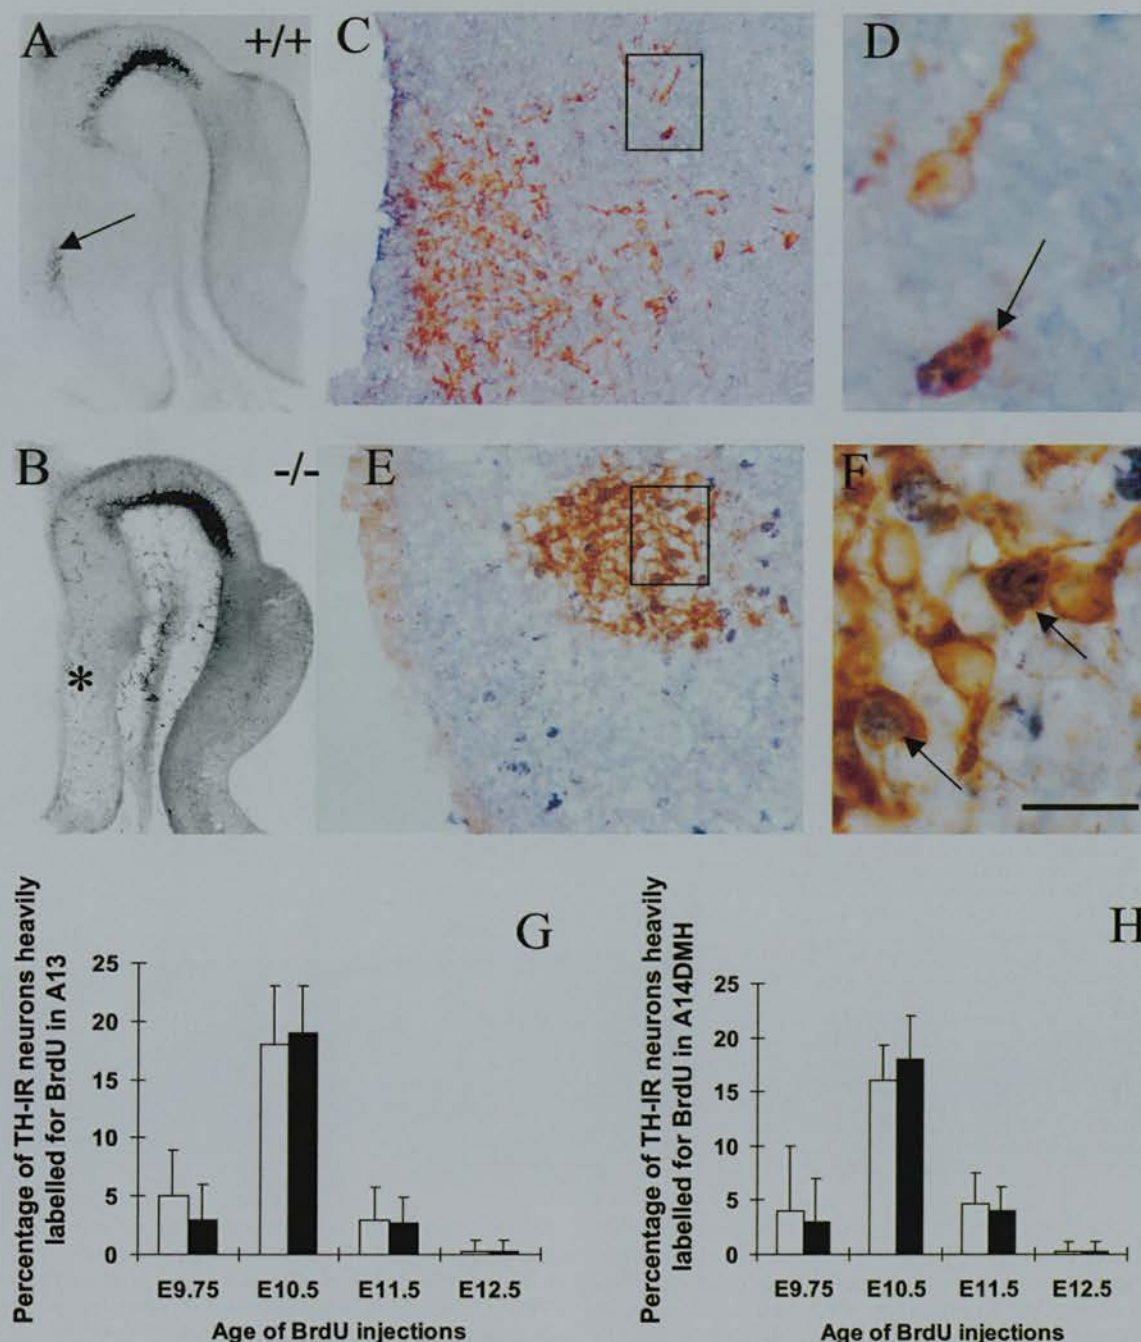 A
+/+
C
D
B
-/-
E
F
Percentage of TH-IR neurons heavily
labelled for BrdU in A13
G
25
20
15
10
5
0
E9.75 E10.5 E11.5 E12.5
Age of BrdU injections
Percentage of TH-IR neurons heavily
labelled for BrdU in A14DMH
H
25
20
15
10
5
0
E9.75 E10.5 E11.5 E12.5
Age of BrdU injections
*